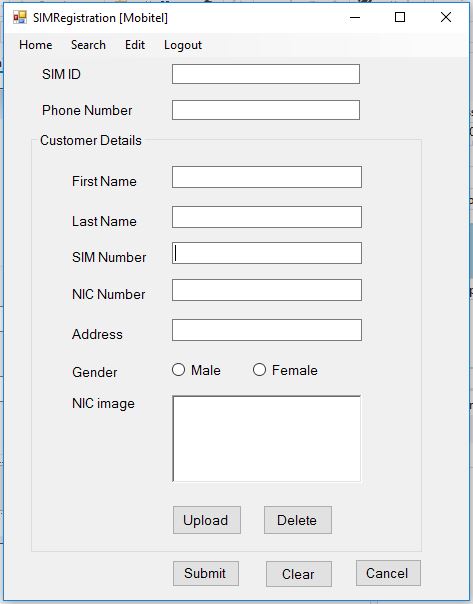 SIMRegistration [Mobitel]
Home Search Edit Logout
SIM ID
Phone Number
Customer Details
First Name
Last Name
SIM Number
NIC Number
Address
Gender Male Female
NIC image
Upload Delete
Submit Clear Cancel